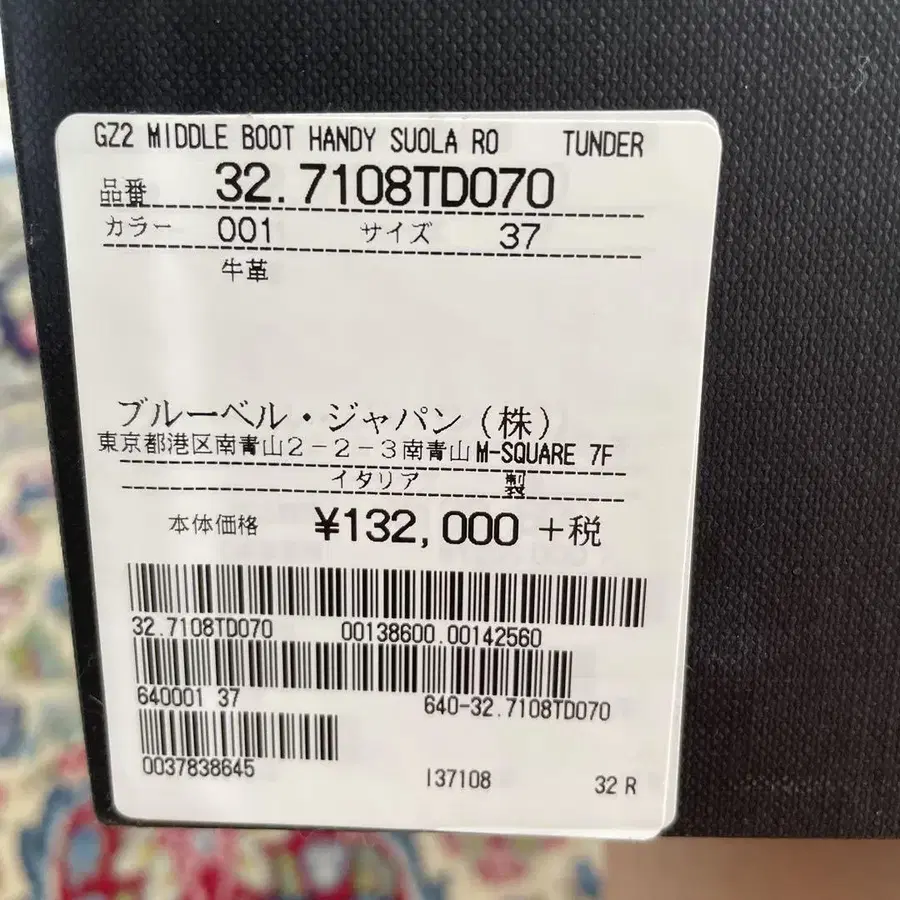 GZ2 MIDDLE BOOT HANDY SUOLA RO TUNDER
品番 32.7108TD070
カラー 001 サイズ 37
牛革
ブルーベル・ジャパン(株)
東京都港区南青山2-2-3南青山M-SQUARE 7F
イタリア 製
本体価格 ¥132,000 +税
32.7108TD070 00138600.00142560
640001 37 640-32.7108TD070
0037838645
I37108 32 R